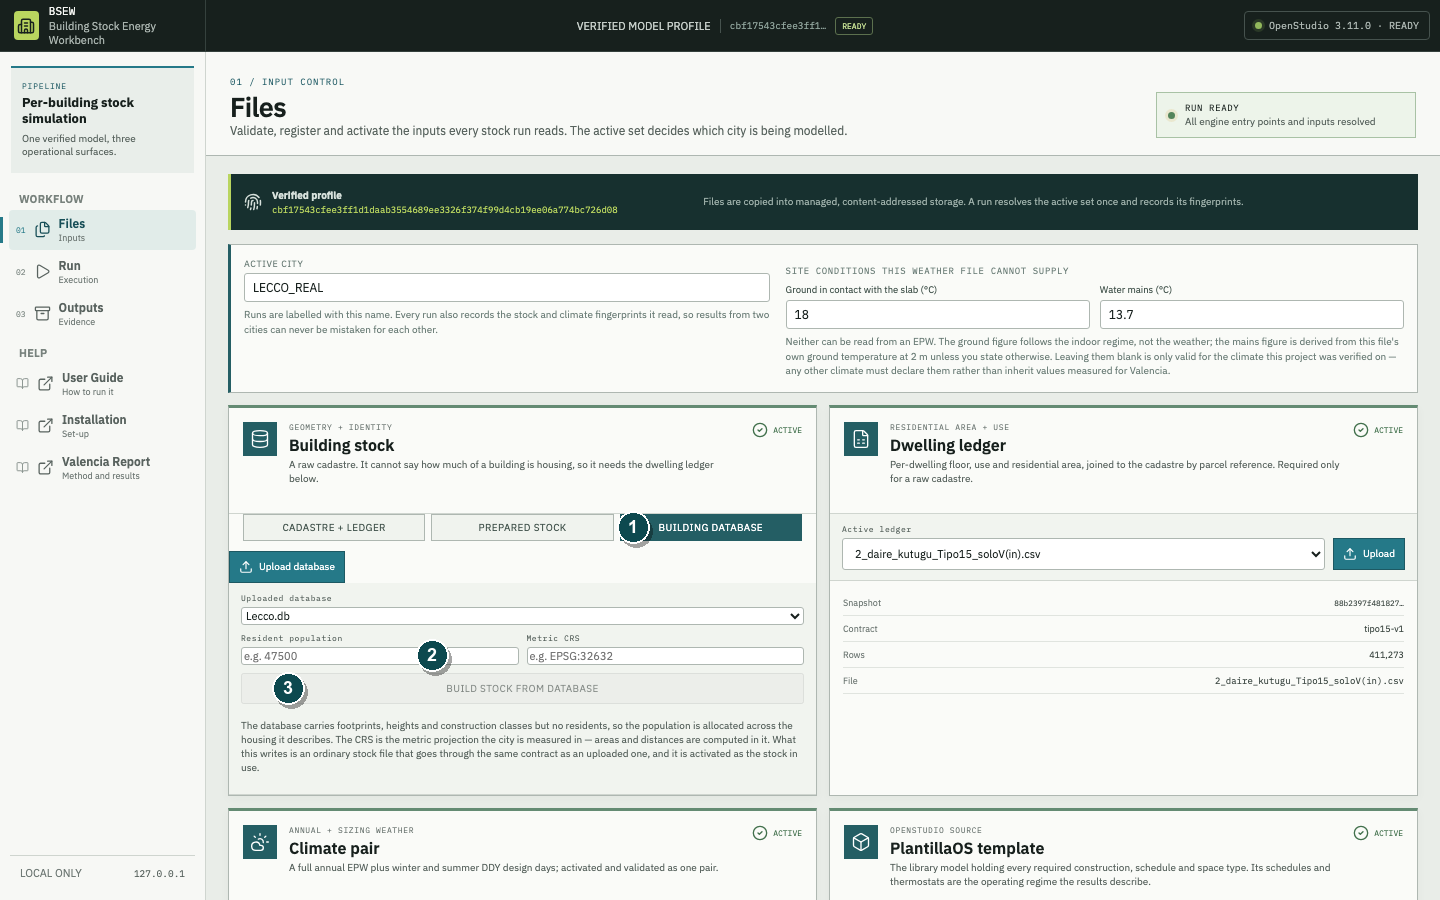 BSEW
Building Stock Energy
Workbench
VERIFIED MODEL PROFILE
cbf17543cfee3ff1…
READY
OpenStudio 3.11.0 · READY
PIPELINE
Per-building stock
simulation
One verified model, three
operational surfaces.
WORKFLOW
01
Files
Inputs
02
Run
Execution
03
Outputs
Evidence
HELP
User Guide
How to run it
Installation
Set-up
Valencia Report
Method and results
LOCAL ONLY
127.0.0.1
01 / INPUT CONTROL
Files
Validate, register and activate the inputs every stock run reads. The active set decides which city is being modelled.
RUN READY
All engine entry points and inputs resolved
Verified profile
cbf17543cfee3ff1d1daab3554689ee3326f374f99d4cb19ee06a774bc726d08
Files are copied into managed, content-addressed storage. A run resolves the active set once and records its fingerprints.
ACTIVE CITY
LECCO_REAL
Runs are labelled with this name. Every run also records the stock and climate fingerprints it read, so results from two
cities can never be mistaken for each other.
SITE CONDITIONS THIS WEATHER FILE CANNOT SUPPLY
Ground in contact with the slab (°C)
Water mains (°C)
18
13.7
Neither can be read from an EPW. The ground figure follows the indoor regime, not the weather; the mains figure is derived from this file's
own ground temperature at 2 m unless you state otherwise. Leaving them blank is only valid for the climate this project was verified on —
any other climate must declare them rather than inherit values measured for Valencia.
GEOMETRY + IDENTITY
Building stock
A raw cadastre. It cannot say how much of a building is housing, so it needs the dwelling ledger
below.
ACTIVE
CADASTRE + LEDGER
PREPARED STOCK
1
BUILDING DATABASE
Upload database
Uploaded database
Lecco.db
Resident population
Metric CRS
e.g. 47500
2
e.g. EPSG:32632
3
BUILD STOCK FROM DATABASE
The database carries footprints, heights and construction classes but no residents, so the population is allocated across the
housing it describes. The CRS is the metric projection the city is measured in — areas and distances are computed in it. What
this writes is an ordinary stock file that goes through the same contract as an uploaded one, and it is activated as the stock in
use.
RESIDENTIAL AREA + USE
Dwelling ledger
Per-dwelling floor, use and residential area, joined to the cadastre by parcel reference. Required only
for a raw cadastre.
ACTIVE
Active ledger
2_daire_kutugu_Tipo15_soloV(in).csv
Upload
Snapshot
88b2397f481827…
Contract
tipo15-v1
Rows
411,273
File
2_daire_kutugu_Tipo15_soloV(in).csv
ANNUAL + SIZING WEATHER
Climate pair
A full annual EPW plus winter and summer DDY design days; activated and validated as one pair.
ACTIVE
OPENSTUDIO SOURCE
PlantillaOS template
The library model holding every required construction, schedule and space type. Its schedules and
thermostats are the operating regime the results describe.
ACTIVE